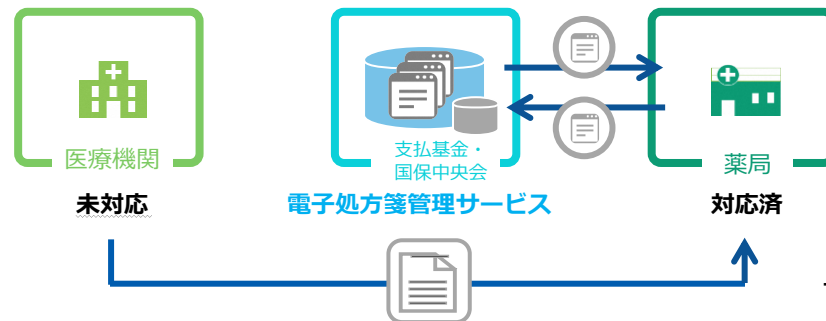 医療機関
未対応
支払基金・
国保中央会
電子処方箋管理サービス
薬局
対応済